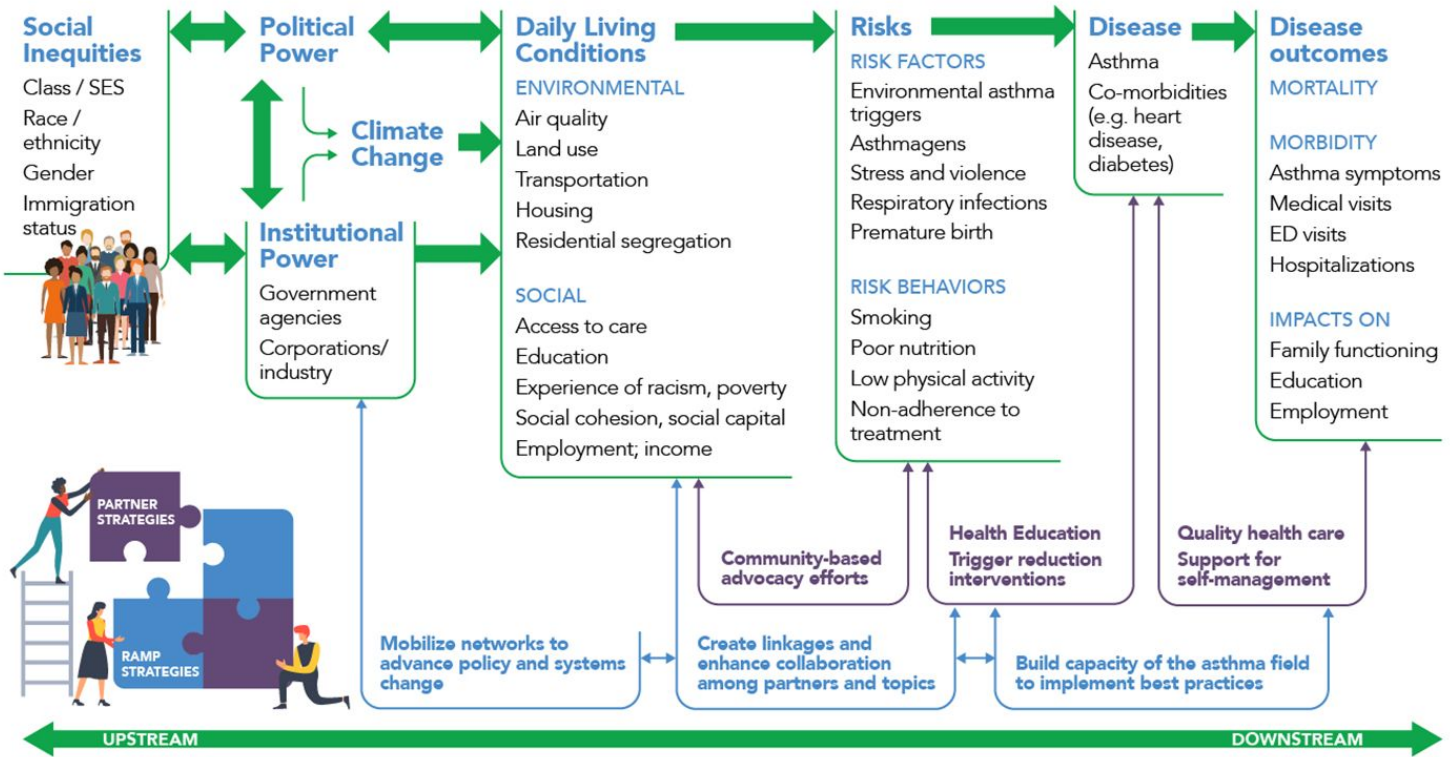 Social
Inequities
Class / SES
Race /
ethnicity
Gender
Immigration
status
Political
Power
Climate
Change
Institutional
Power
Government
agencies
Corporations/
industry
Daily Living
Conditions
ENVIRONMENTAL
Air quality
Land use
Transportation
Housing
Residential segregation
SOCIAL
Access to care
Education
Experience of racism, poverty
Social cohesion, social capital
Employment; income
Risks
RISK FACTORS
Environmental asthma
triggers
Asthmagens
Stress and violence
Respiratory infections
Premature birth
RISK BEHAVIORS
Smoking
Poor nutrition
Low physical activity
Non-adherence to
treatment
Disease
Asthma
Co-morbidities
(e.g. heart
disease,
diabetes)
Disease
outcomes
MORTALITY
MORBIDITY
Asthma symptoms
Medical visits
ED visits
Hospitalizations
IMPACTS ON
Family functioning
Education
Employment
PARTNER
STRATEGIES
RAMP
STRATEGIES
Community-based
advocacy efforts
Health Education
Trigger reduction
interventions
Quality health care
Support for
self-management
Mobilize networks to
advance policy and systems
change
Create linkages and
enhance collaboration
among partners and topics
Build capacity of the asthma field
to implement best practices
UPSTREAM
DOWNSTREAM